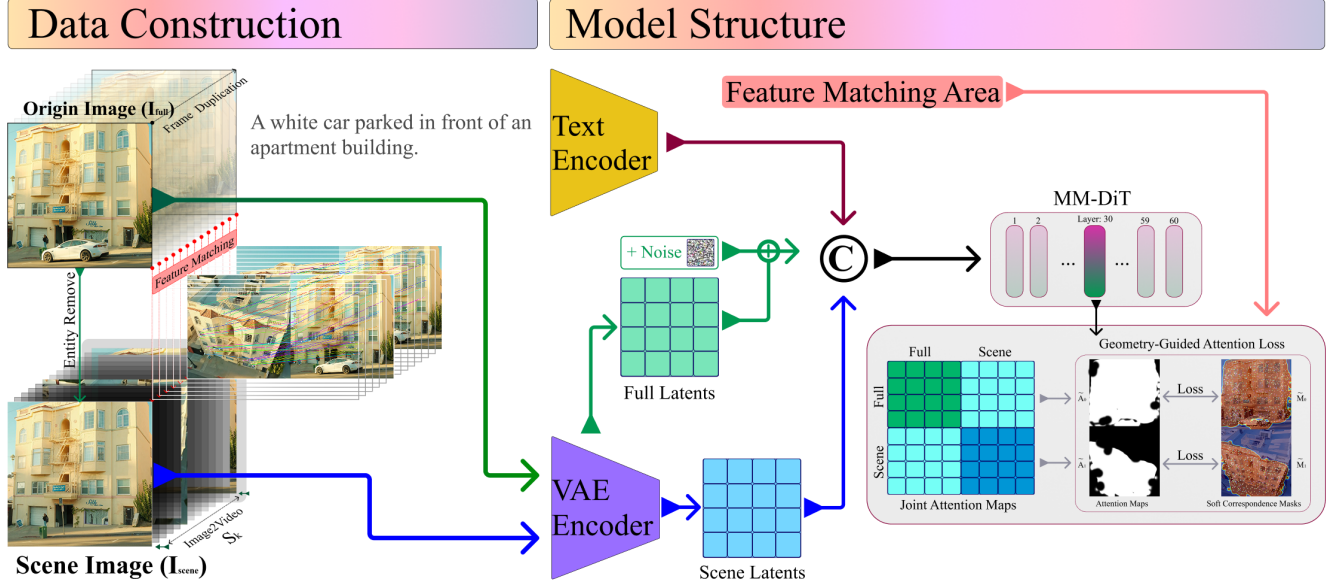 Data Construction
Model Structure
Frame Duplication
Origin Image (I_full)
A white car parked in front of an
apartment building.
Feature Matching
Entity Remove
Image2Video
S_k
Scene Image (I_scene)
Text
Encoder
Feature Matching Area
+ Noise
Full Latents
VAE
Encoder
Scene Latents
C
MM-DiT
1
2
Layer: 30
59
60
...
...
Geometry-Guided Attention Loss
Full
Scene
Full
Scene
Joint Attention Maps
Loss
Loss
Attention Maps
Soft Correspondence Masks